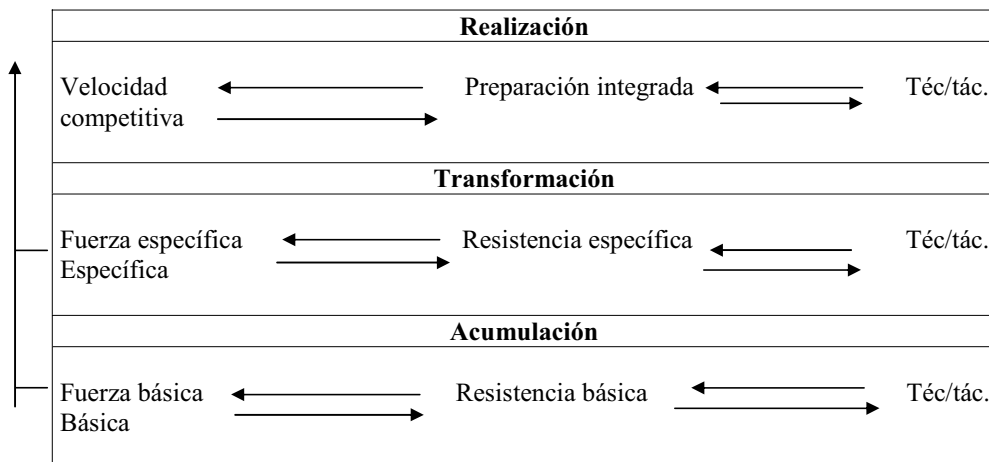 Realización
Velocidad Preparación integrada Téc/tác.
competitiva
Transformación
Fuerza específica Resistencia específica Téc/tác.
Específica
Acumulación
Fuerza básica Resistencia básica Téc/tác.
Básica